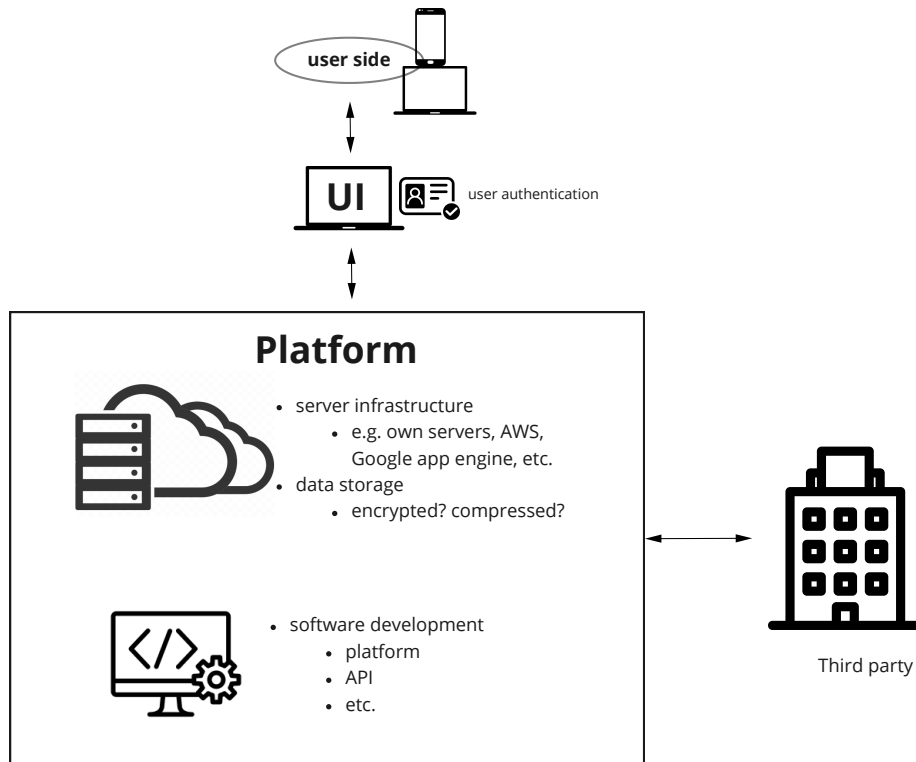 user side
UI
user authentication
Platform
• server infrastructure
• e.g. own servers, AWS,
Google app engine, etc.
• data storage
• encrypted? compressed?
</>
• software development
• platform
• API
• etc.
Third party